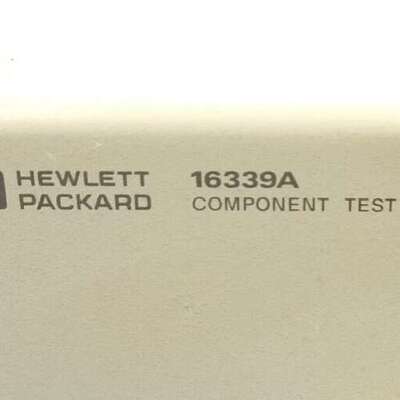 HEWLETT 16339A
PACKARD COMPONENT TEST